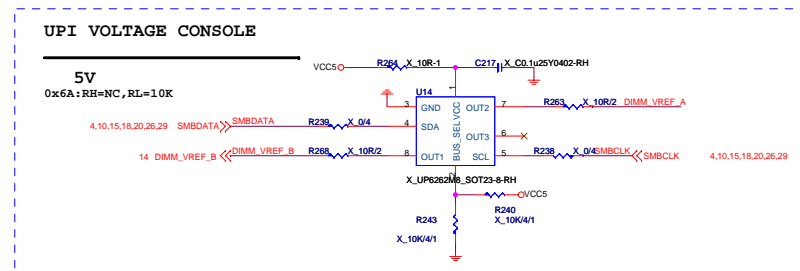 UPI VOLTAGE CONSOLE
5V
0x6A:RH=NC,RL=10K
VCC5
R264 X_10R-1
C217 X_C0.1u25Y0402-RH
U14
1
3 GND
VCC
OUT2 7
R263 X_10R/2 DIMM_VREF_A
4,10,15,18,20,26,29 SMBDATA SMBDATA
R239 X_0/4
4 SDA
BUS_SEL
OUT3 6
14 DIMM_VREF_B DIMM_VREF_B
R268 X_10R/2
8 OUT1
SCL 5
R238 X_0/4
SMBCLK SMBCLK 4,10,15,18,20,26,29
2
X_UP6262M8_SOT23-8-RH
VCC5
R240
X_10K/4/1
R243
X_10K/4/1